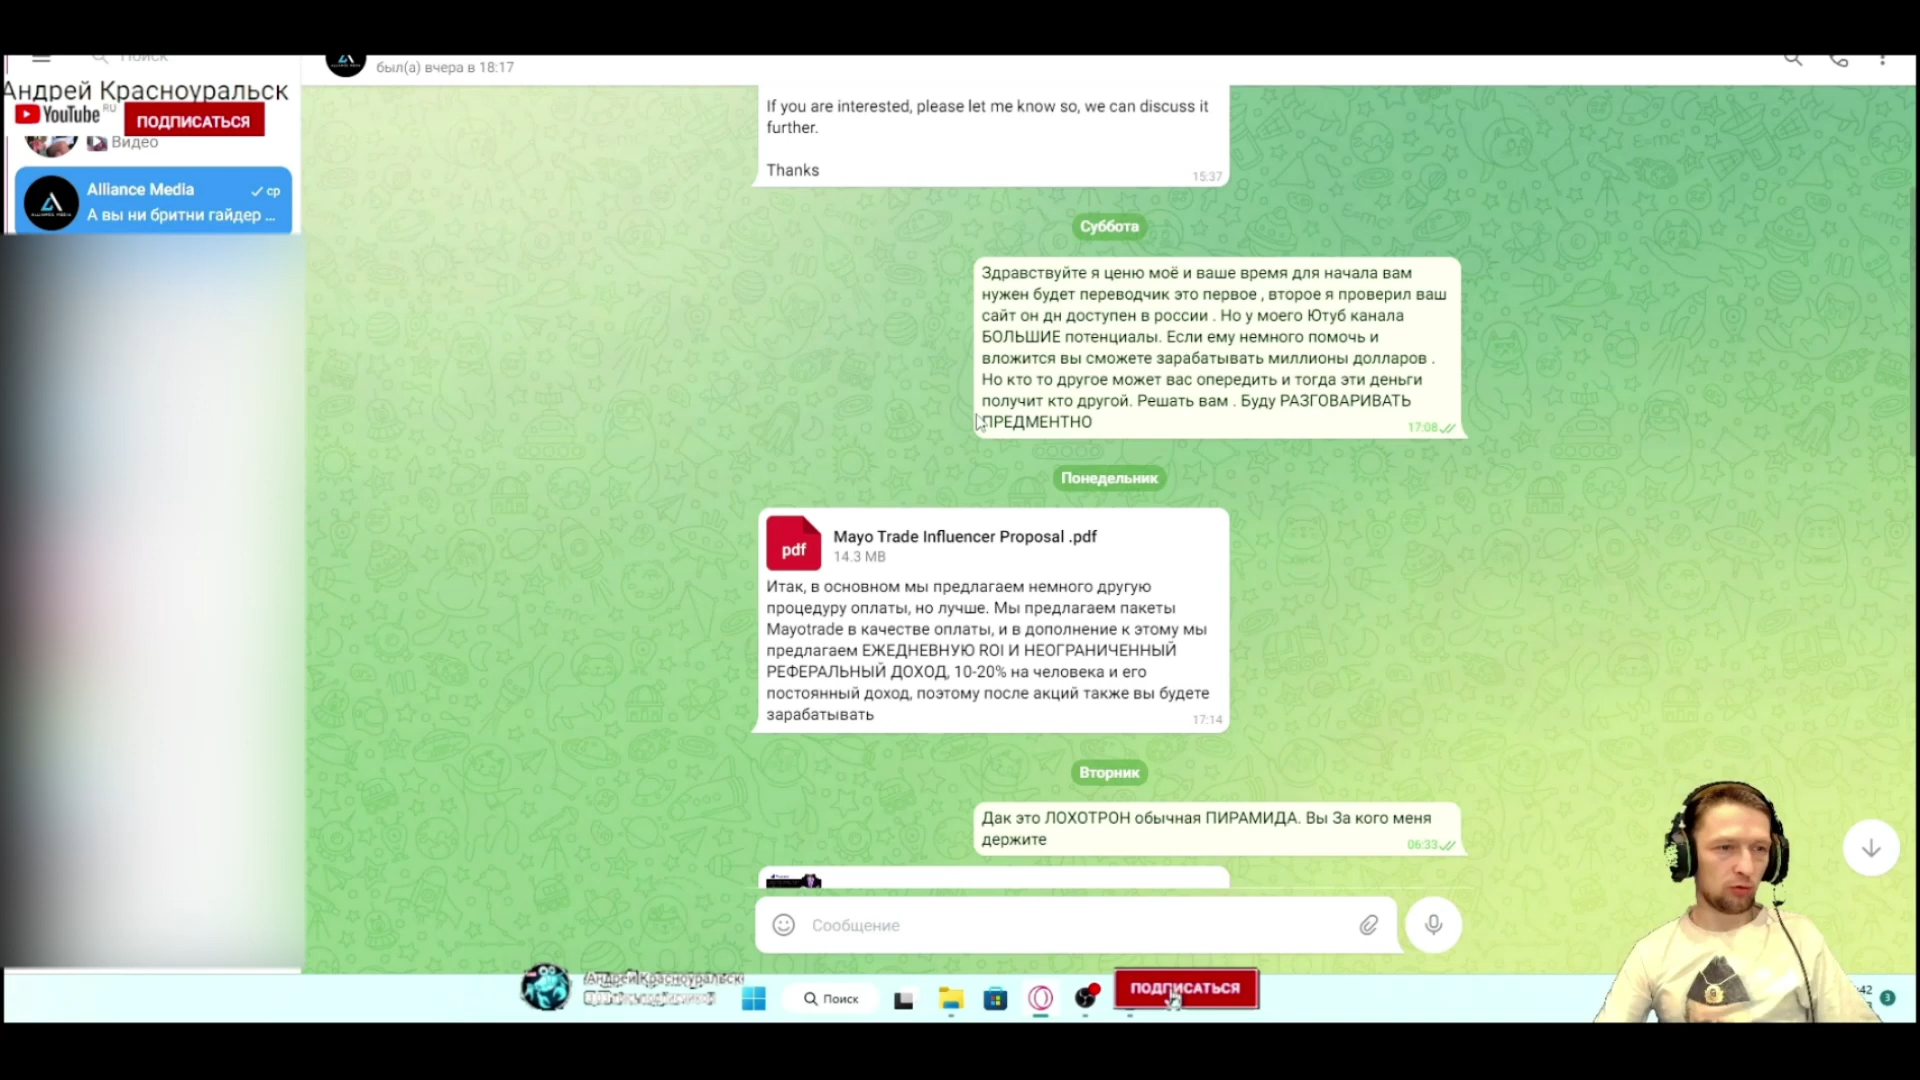 Поиск
был(а) вчера в 18:17
Андрей Красноуральск
YouTube RU
ПОДПИСАТЬСЯ
Видео
Alliance Media
ср
А вы ни бритни гайдер ...
If you are interested, please let me know so, we can discuss it
further.
Thanks
15:37
Суббота
Здравствуйте я ценю моё и ваше время для начала вам
нужен будет переводчик это первое , второе я проверил ваш
сайт он дн доступен в россии . Но у моего Ютуб канала
БОЛЬШИЕ потенциалы. Если ему немного помочь и
вложится вы сможете зарабатывать миллионы долларов .
Но кто то другое может вас опередить и тогда эти деньги
получит кто другой. Решать вам . Буду РАЗГОВАРИВАТЬ
ПРЕДМЕНТНО
17:08
Понедельник
pdf
Mayo Trade Influencer Proposal .pdf
14.3 MB
Итак, в основном мы предлагаем немного другую
процедуру оплаты, но лучше. Мы предлагаем пакеты
Mayotrade в качестве оплаты, и в дополнение к этому мы
предлагаем ЕЖЕДНЕВНУЮ ROI И НЕОГРАНИЧЕННЫЙ
РЕФЕРАЛЬНЫЙ ДОХОД, 10-20% на человека и его
постоянный доход, поэтому после акций также вы будете
зарабатывать
17:14
Вторник
Дак это ЛОХОТРОН обычная ПИРАМИДА. Вы За кого меня
держите
06:33
Сообщение
Андрей Красноуральск
Поиск
ПОДПИСАТЬСЯ
:42
3